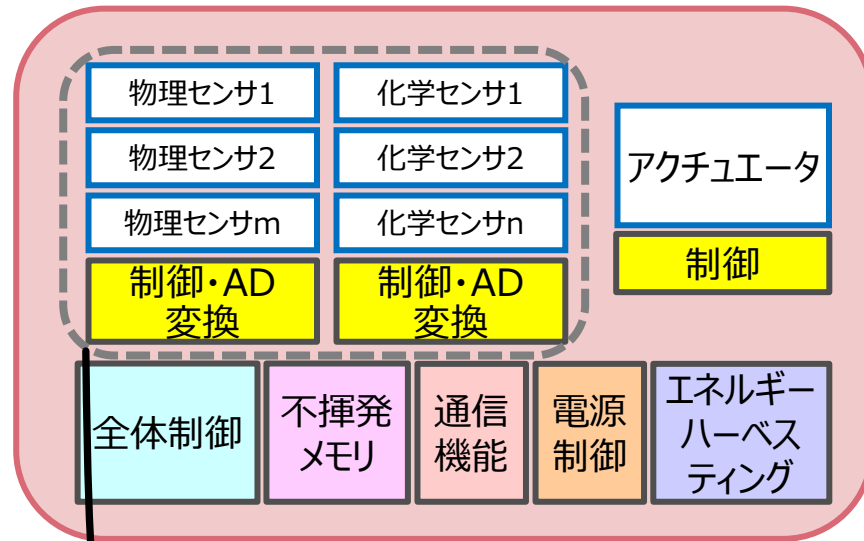 物理センサ1
化学センサ1
物理センサ2
化学センサ2
物理センサm
化学センサn
制御・AD
変換
制御・AD
変換
アクチュエータ
制御
全体制御
不揮発
メモリ
通信
機能
電源
制御
エネルギー
ハーベス
ティング